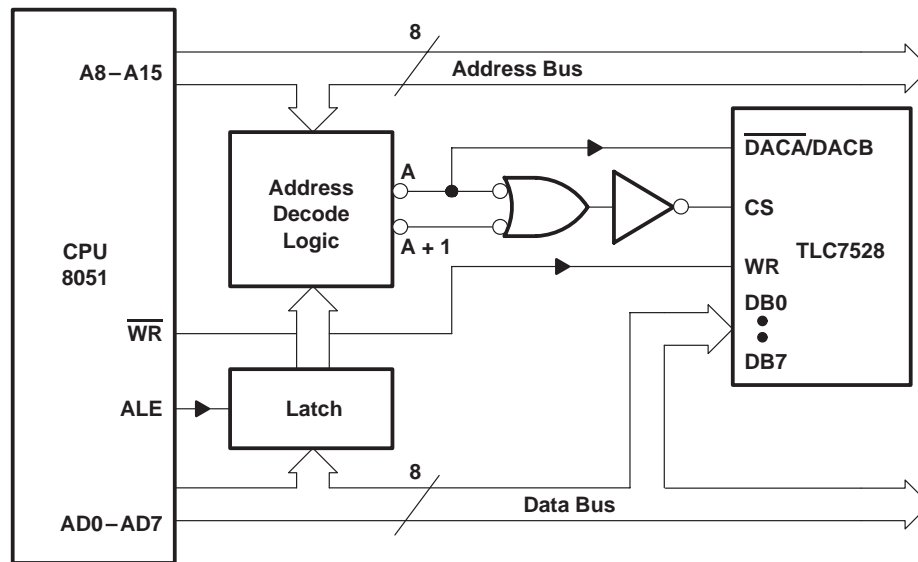 8
A8–A15
Address Bus
A
DACA/DACB
Address
Decode
Logic
CS
CPU
8051
A + 1
TLC7528
WR
DB0
WR
DB7
ALE
Latch
8
Data Bus
AD0–AD7